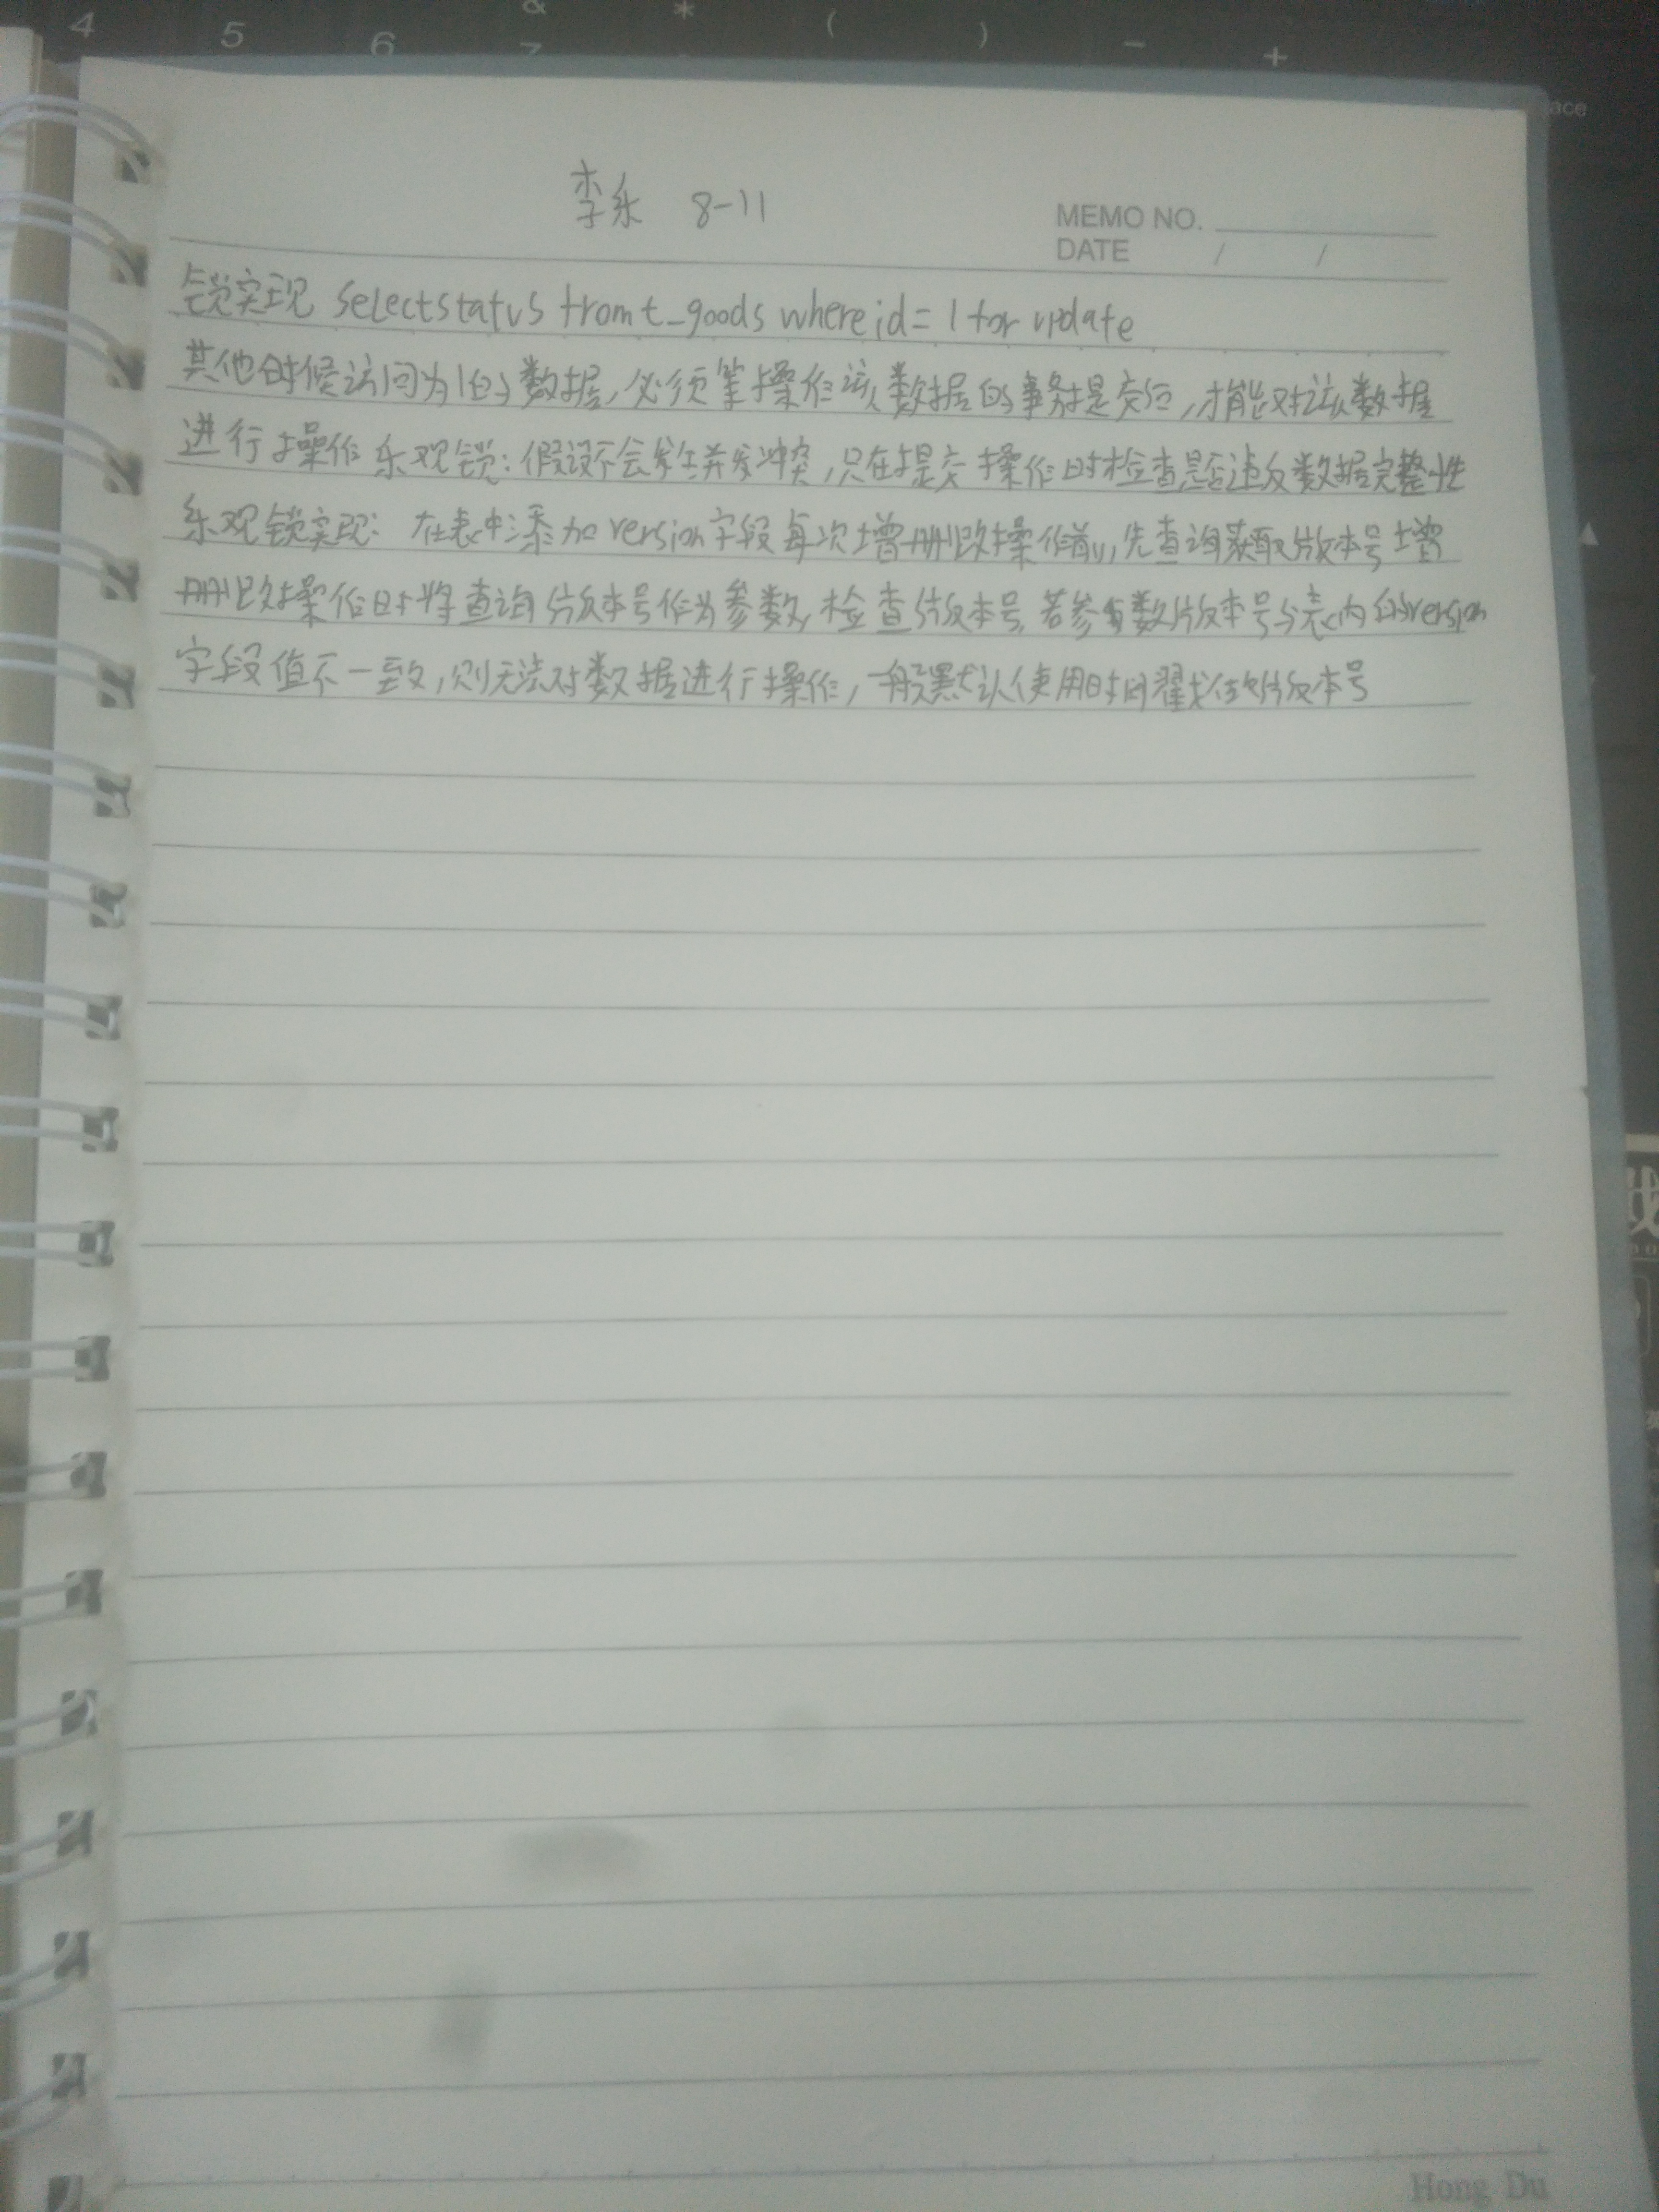 4 5 6 7 & * ( ) - +
李乐 8-11
MEMO NO.
DATE / /
锁实现 select status from t_goods where id = 1 for update
其他时候访问为1的数据,必须等操作该数据的事务提交后,才能对该数据
进行操作 乐观锁:假设不会发生并发冲突,只在提交操作时检查是否违反数据完整性
乐观锁实现: 在表中添加version字段每次增删改操作前,先查询获取版本号增
删改操作时将查询版本号作为参数,检查版本号,若参数版本号与表内的version
字段值不一致,则无法对数据进行操作,一般默认使用时间戳作为版本号
Hong Du